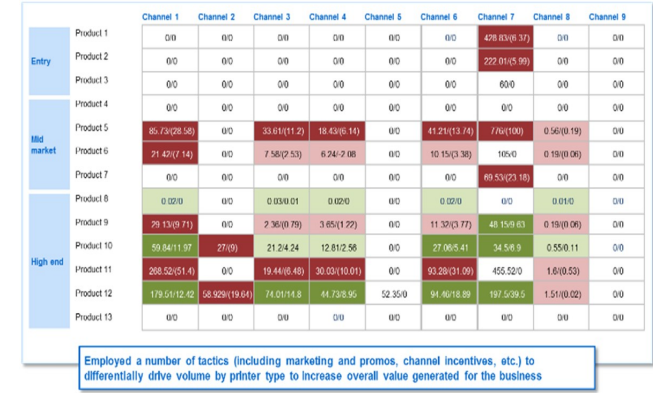 Channel 1 Channel 2 Channel 3 Channel 4 Channel 5 Channel 6 Channel 7 Channel 8 Channel 9
Entry
Product 1 0/0 0/0 0/0 0/0 0/0 0/0 428.83/(6.37) 0/0 0/0
Product 2 0/0 0/0 0/0 0/0 0/0 0/0 222.01/(5.99) 0/0 0/0
Product 3 0/0 0/0 0/0 0/0 0/0 0/0 60/0 0/0 0/0
Mid
market
Product 4 0/0 0/0 0/0 0/0 0/0 0/0 0/0 0/0 0/0
Product 5 85.73/(28.58) 0/0 33.61/(11.2) 18.43/(6.14) 0/0 41.21/(13.74) 776/(100) 0.56/(0.19) 0/0
Product 6 21.42/(7.14) 0/0 7.58/(2.53) 6.24/-2.08 0/0 10.15/(3.38) 105/0 0.19/(0.06) 0/0
Product 7 0/0 0/0 0/0 0/0 0/0 0/0 69.53/(23.18) 0/0 0/0
High end
Product 8 0.02/0 0/0 0.03/0.01 0.02/0 0/0 0.02/0 0/0 0.01/0 0/0
Product 9 29.13/(9.71) 0/0 2.36/(0.79) 3.65/(1.22) 0/0 11.32/(3.77) 48.15/9.63 0.19/(0.06) 0/0
Product 10 59.84/11.97 27/(9) 21.2/4.24 12.81/2.56 0/0 27.06/5.41 34.5/6.9 0.55/0.11 0/0
Product 11 268.52/(51.4) 0/0 19.44/(6.48) 30.03/(10.01) 0/0 93.28/(31.09) 455.52/0 1.6/(0.53) 0/0
Product 12 179.51/12.42 58.929/(19.64) 74.01/14.8 44.73/8.95 52.35/0 94.46/18.89 197.5/39.5 1.51/(0.02) 0/0
Product 13 0/0 0/0 0/0 0/0 0/0 0/0 0/0 0/0 0/0
Employed a number of tactics (including marketing and promos, channel incentives, etc.) to
differentially drive volume by printer type to increase overall value generated for the business